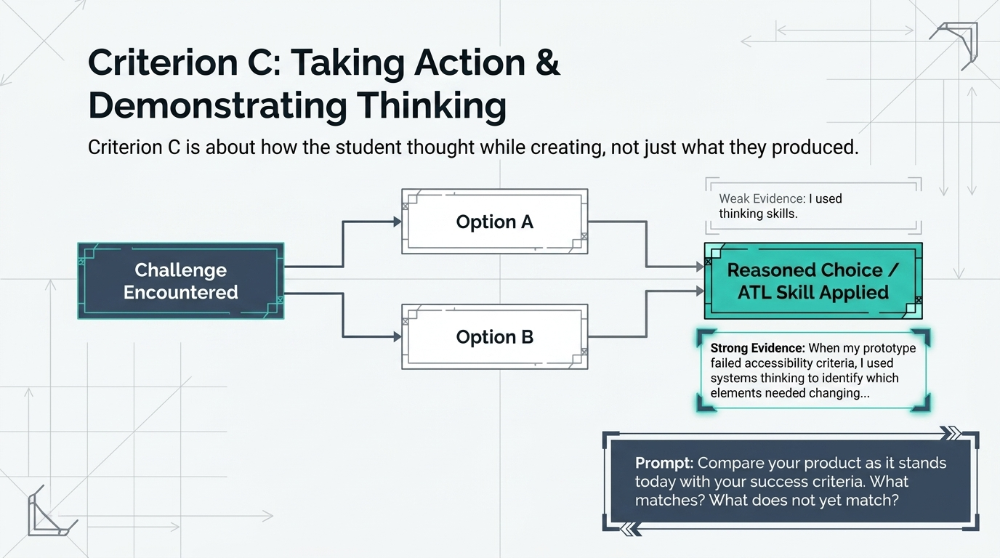 Criterion C: Taking Action &
Demonstrating Thinking
Criterion C is about how the student thought while creating, not just what they produced.
Challenge
Encountered
Option A
Option B
Weak Evidence: I used
thinking skills.
Reasoned Choice /
ATL Skill Applied
Strong Evidence: When my prototype
failed accessibility criteria, I used
systems thinking to identify which
elements needed changing...
Prompt: Compare your product as it stands
today with your success criteria. What
matches? What does not yet match?